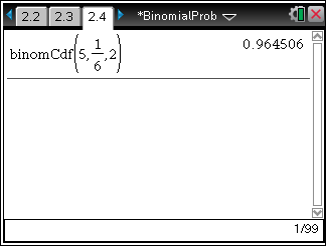 2.2 2.3 2.4 *BinomialProb
binomCdf(5,1/6,2) 0.964506
1/99